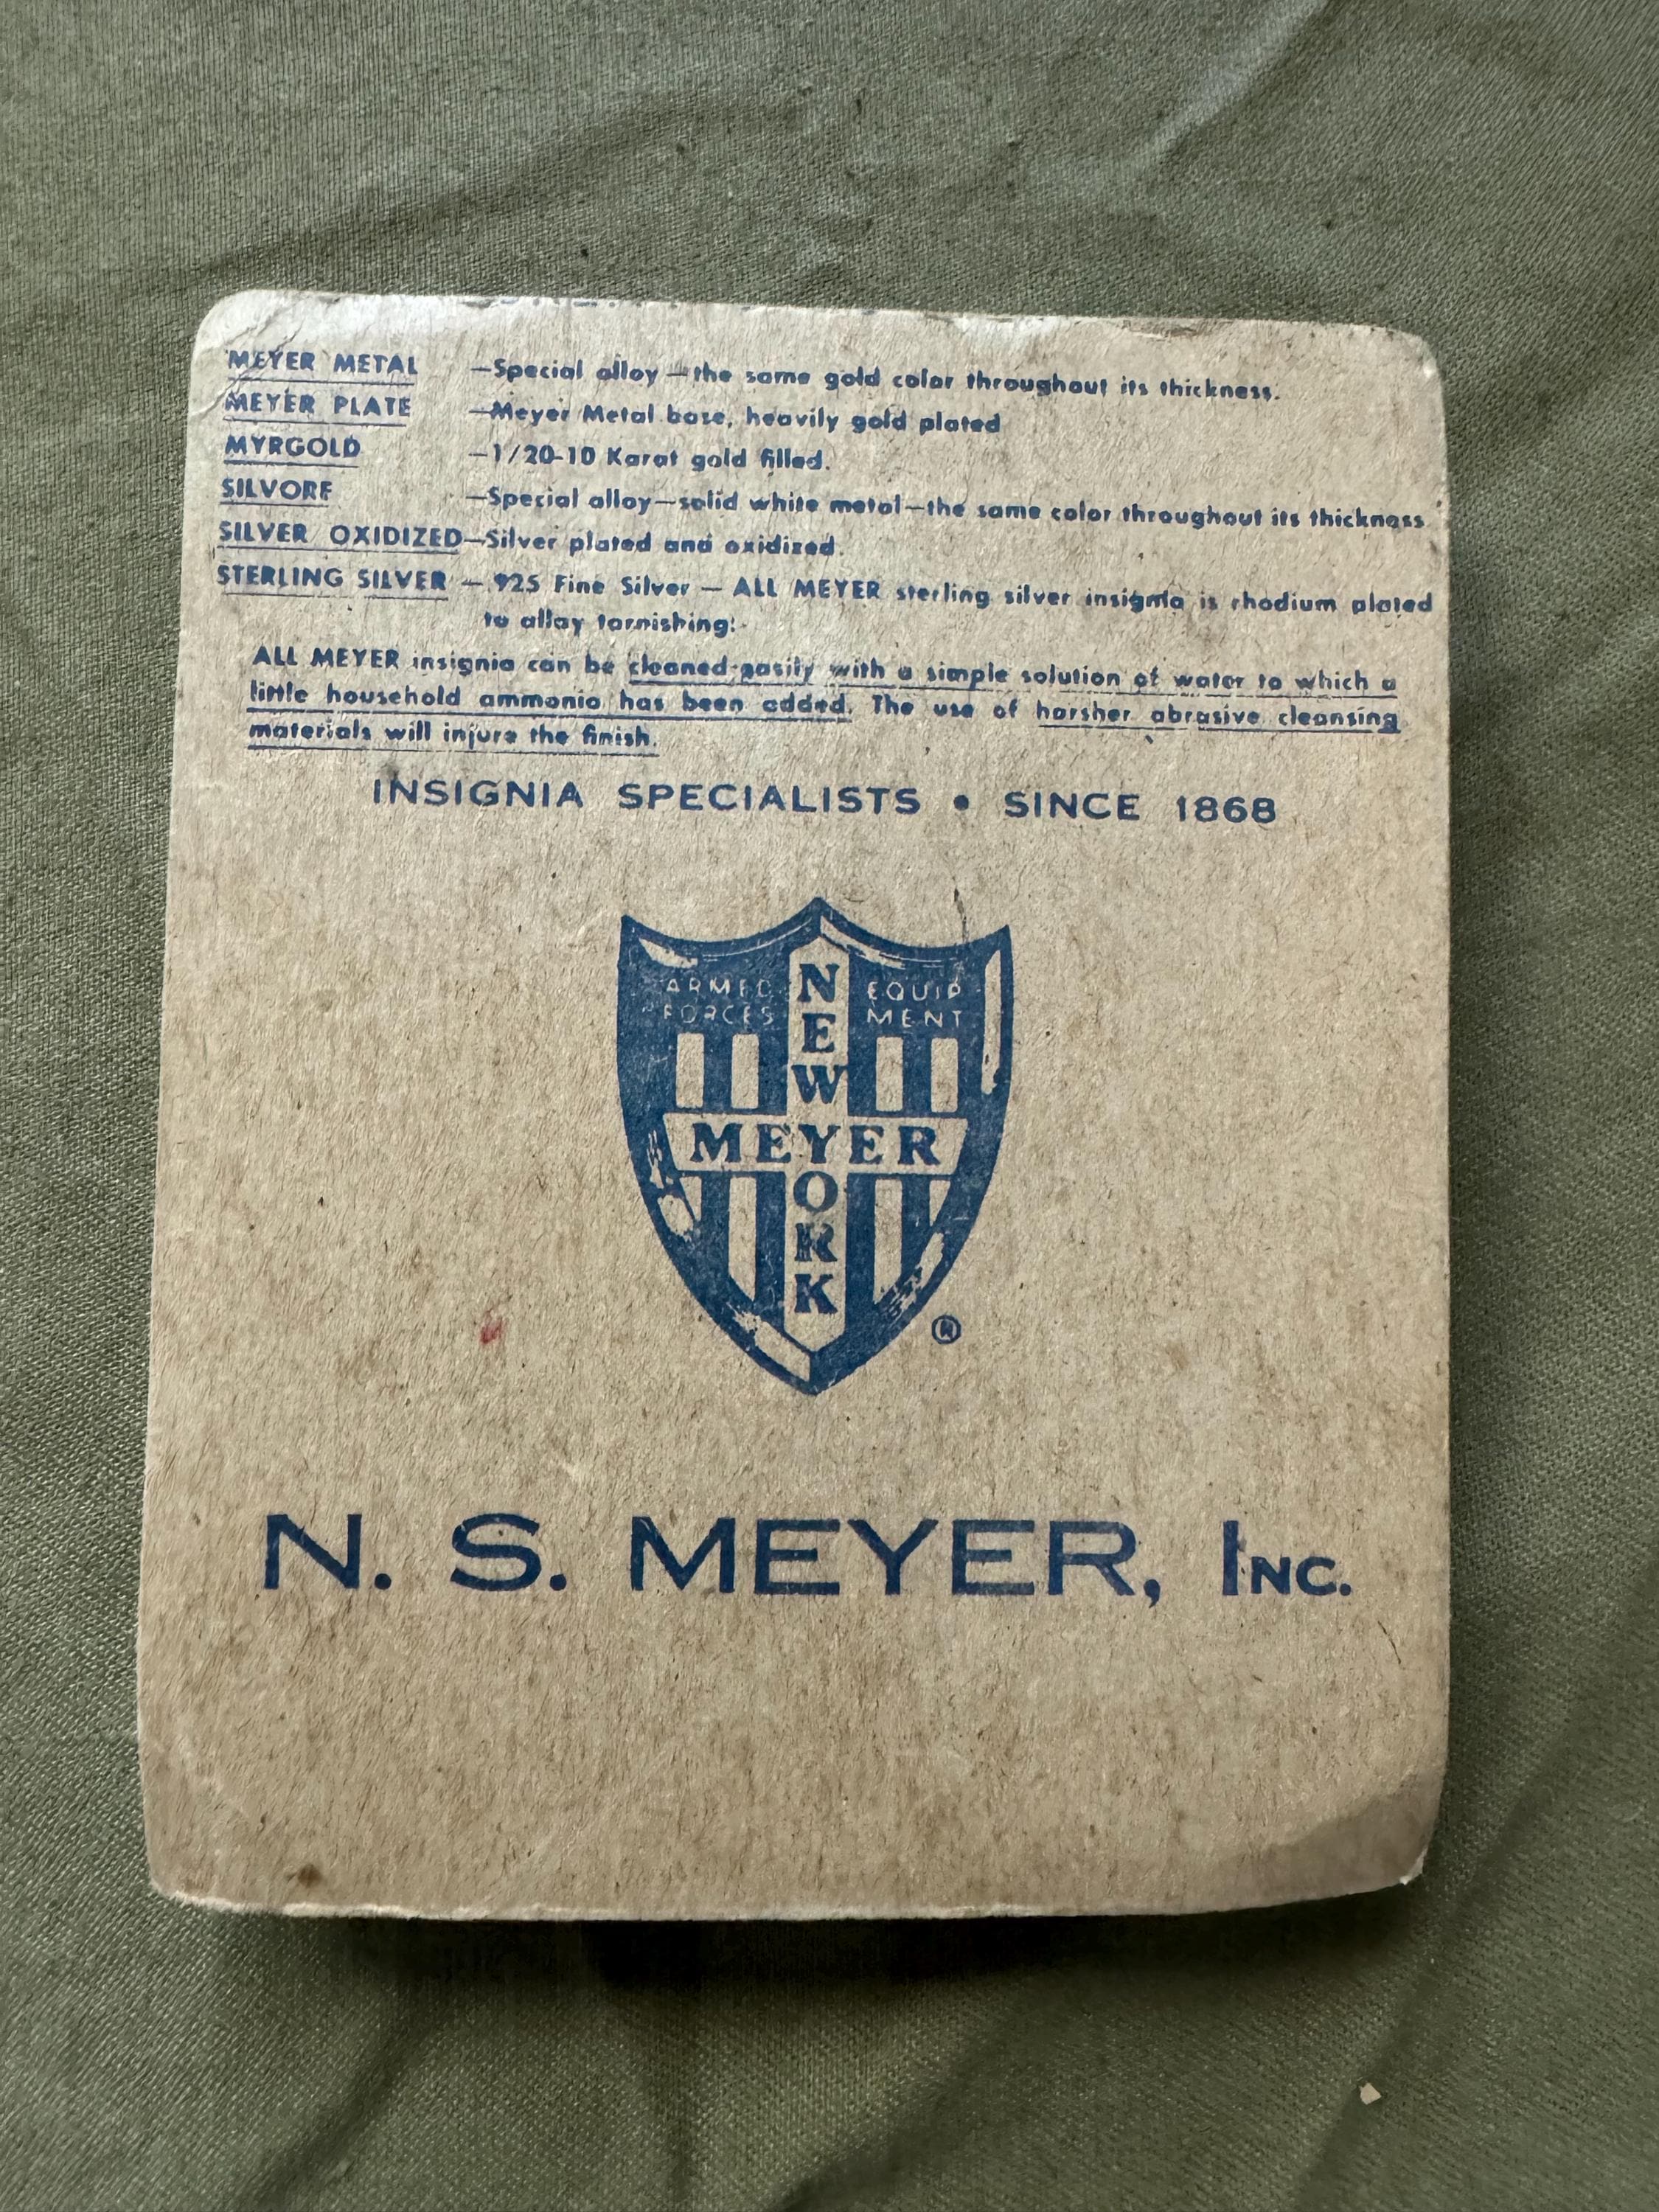 MEYER METAL —Special alloy—the same gold color throughout its thickness.
MEYER PLATE —Meyer Metal base, heavily gold plated
MYRGOLD —1/20-10 Karat gold filled.
SILVORE —Special alloy—solid white metal—the same color throughout its thickness
SILVER OXIDIZED—Silver plated and oxidized.
STERLING SILVER — .925 Fine Silver — ALL MEYER sterling silver insignia is rhodium plated
to allay tarnishing.
ALL MEYER insignia can be cleaned easily with a simple solution of water to which a
little household ammonia has been added. The use of harsher abrasive cleansing
materials will injure the finish.
INSIGNIA SPECIALISTS • SINCE 1868
ARMED FORCES
EQUIP MENT
NEW YORK
MEYER
®
N. S. MEYER, INC.